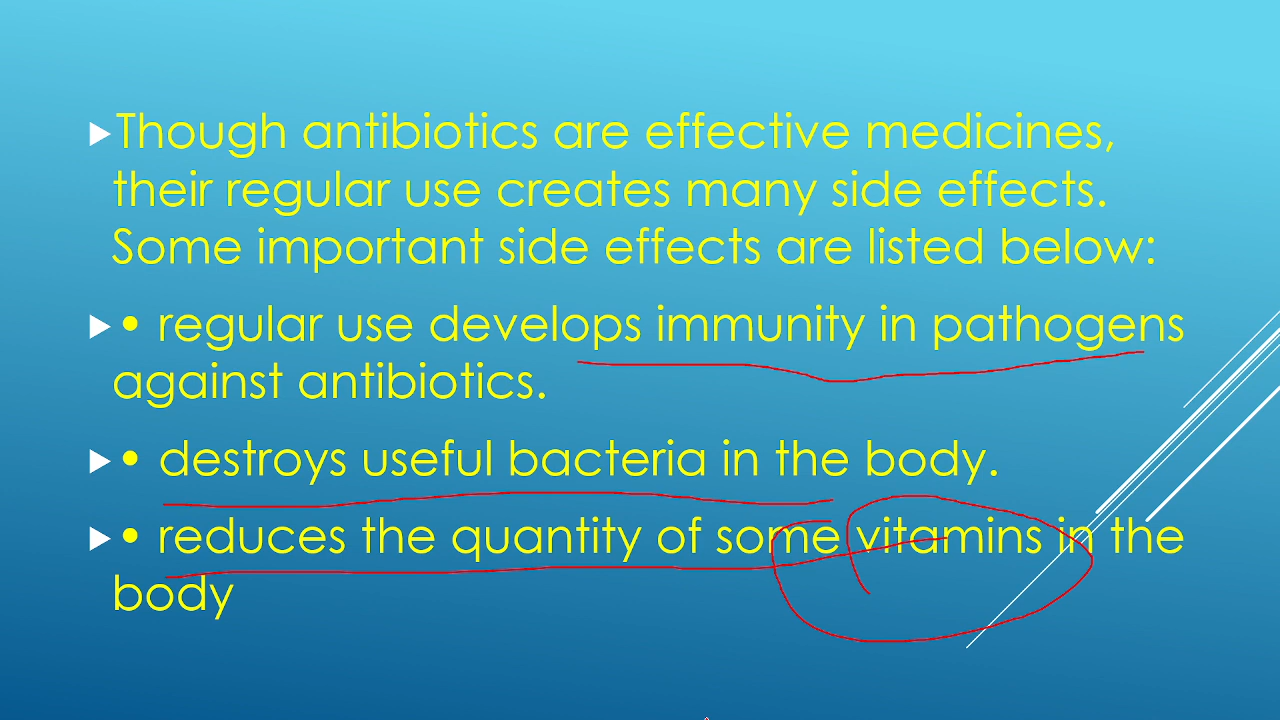 Though antibiotics are effective medicines,
their regular use creates many side effects.
Some important side effects are listed below:
• regular use develops immunity in pathogens
against antibiotics.
• destroys useful bacteria in the body.
• reduces the quantity of some vitamins in the
body